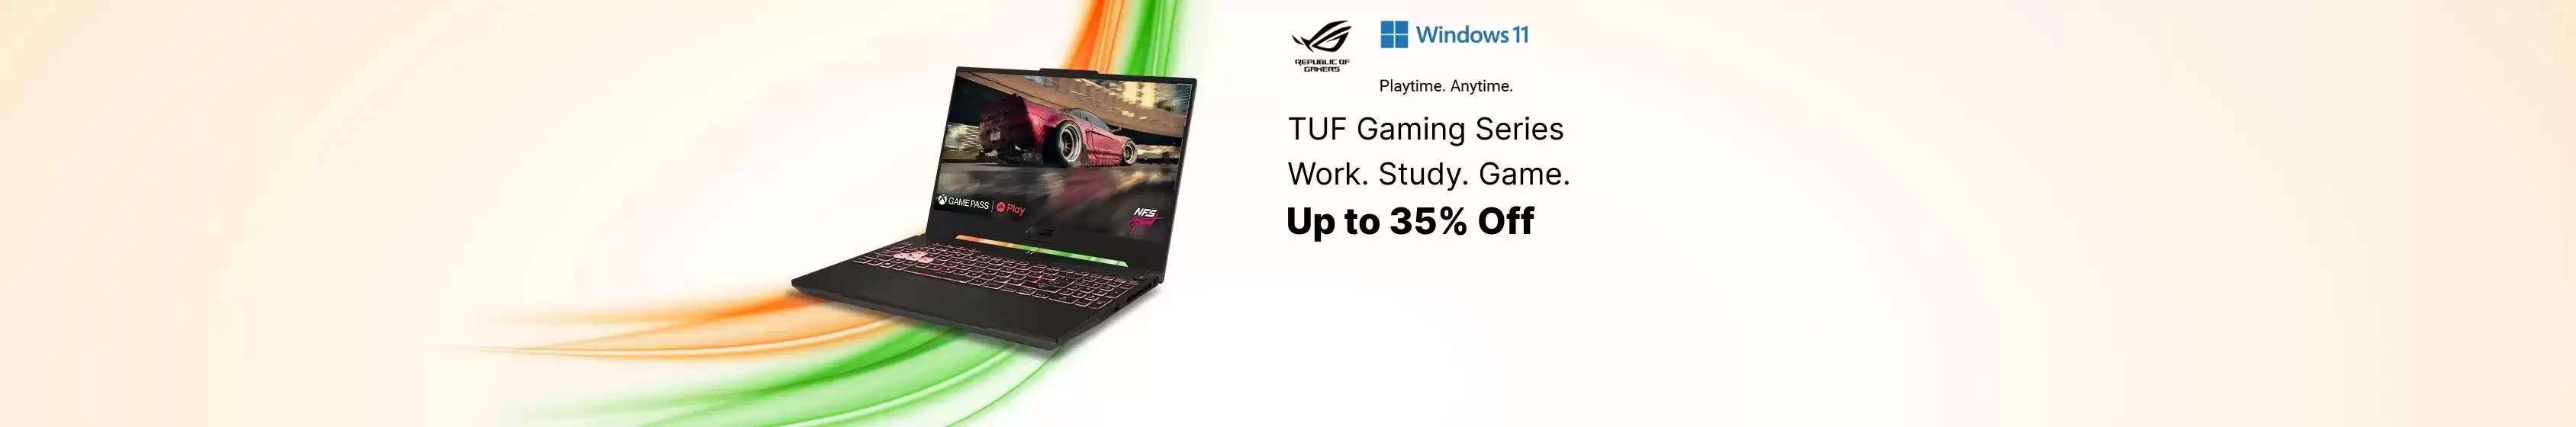 REPUBLIC OF
GAMERS
Windows 11
Playtime. Anytime.
TUF Gaming Series
Work. Study. Game.
Up to 35% Off
GAME PASS
Play
NFS